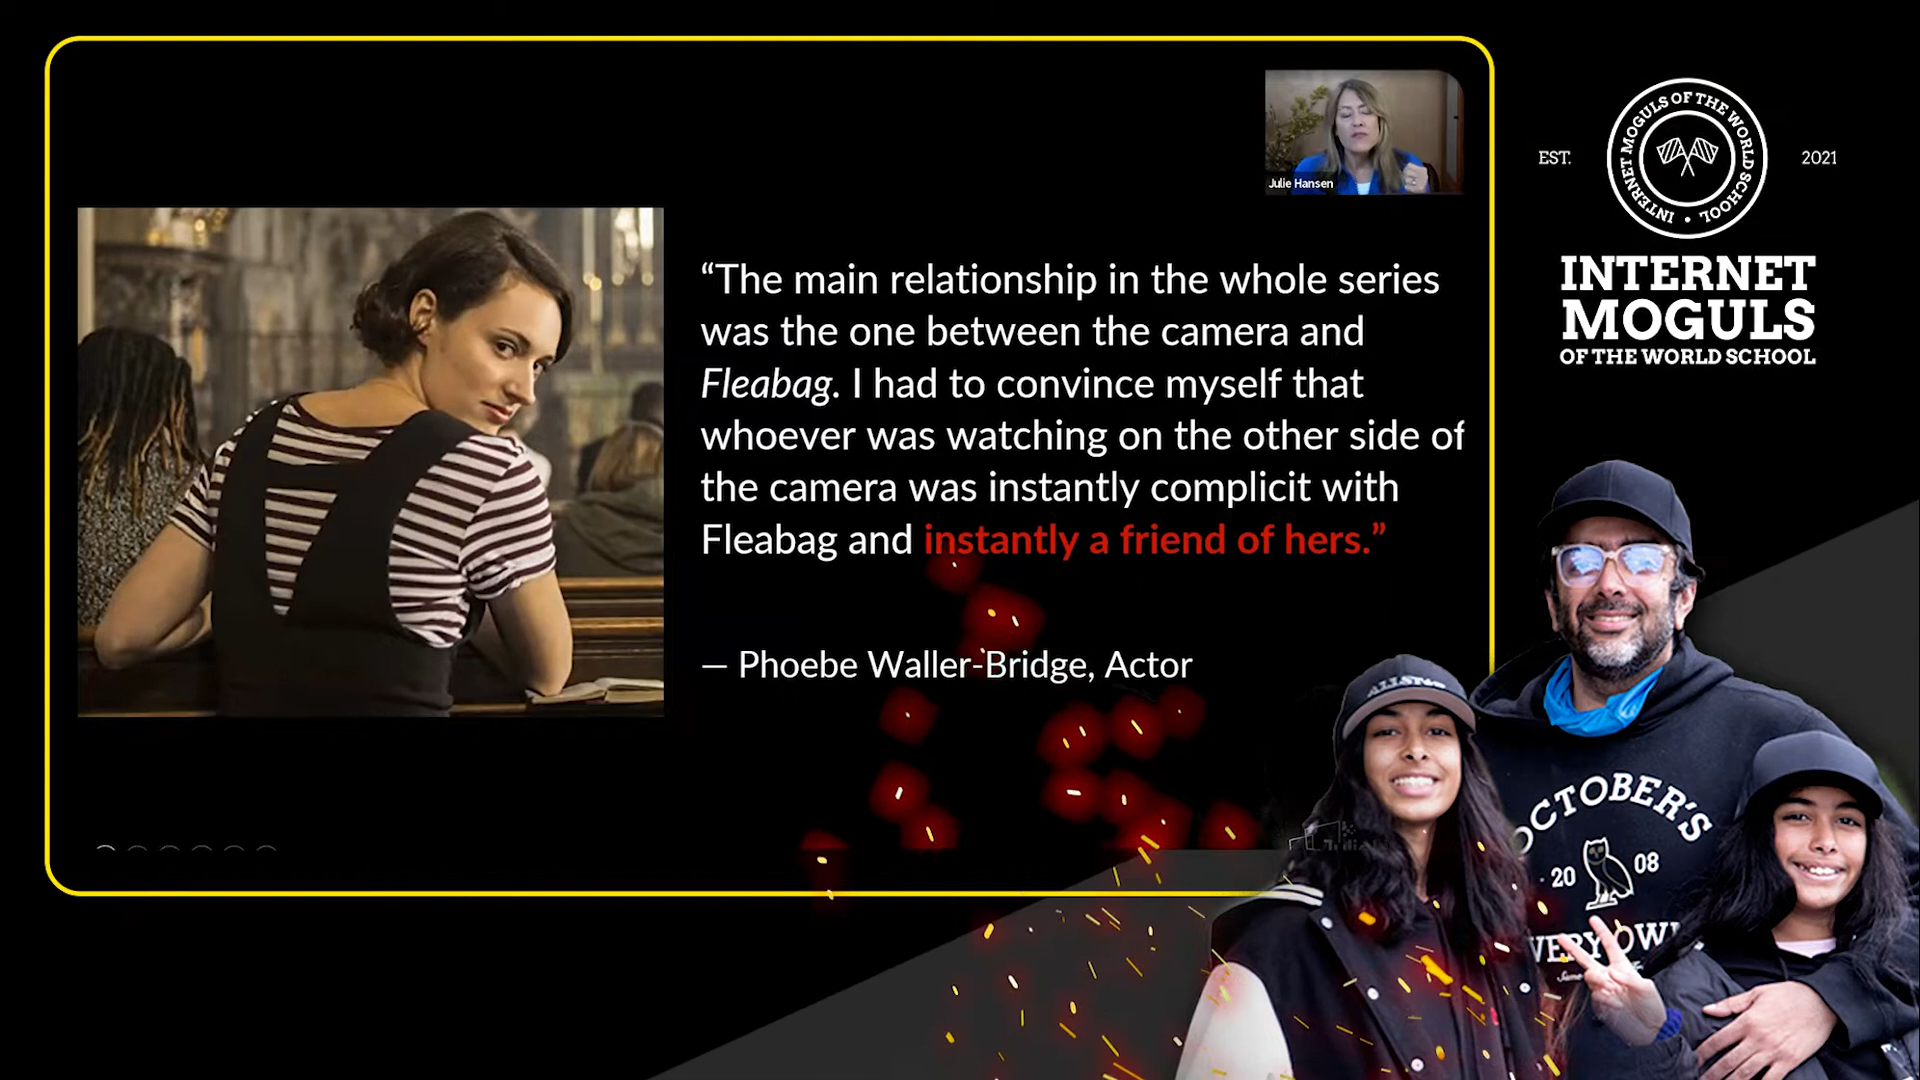 Julie Hansen
“The main relationship in the whole series
was the one between the camera and
Fleabag. I had to convince myself that
whoever was watching on the other side of
the camera was instantly complicit with
Fleabag and instantly a friend of hers.”
— Phoebe Waller-Bridge, Actor
EST.
INTERNET MOGULS OF THE WORLD SCHOOL
2021
INTERNET
MOGULS
OF THE WORLD SCHOOL
OCTOBER'S
20 08
VERY OW